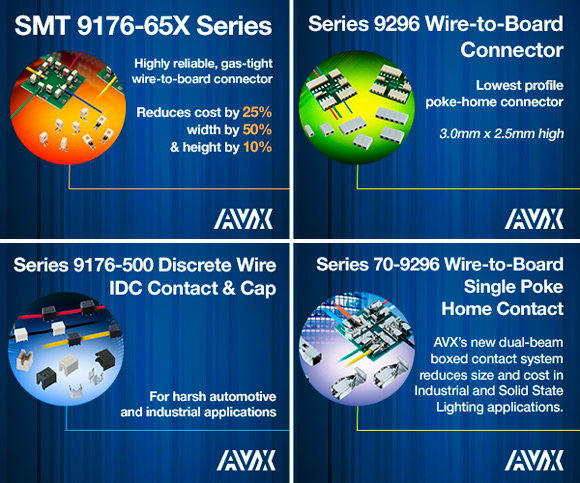 SMT 9176-65X Series
Highly reliable, gas-tight
wire-to-board connector
Reduces cost by 25%
width by 50%
& height by 10%
AVX
Series 9296 Wire-to-Board
Connector
Lowest profile
poke-home connector
3.0mm x 2.5mm high
AVX
Series 9176-500 Discrete Wire
IDC Contact & Cap
For harsh automotive
and industrial applications
AVX
Series 70-9296 Wire-to-Board
Single Poke
Home Contact
AVX's new dual-beam
boxed contact system
reduces size and cost in
Industrial and Solid State
Lighting applications.
AVX